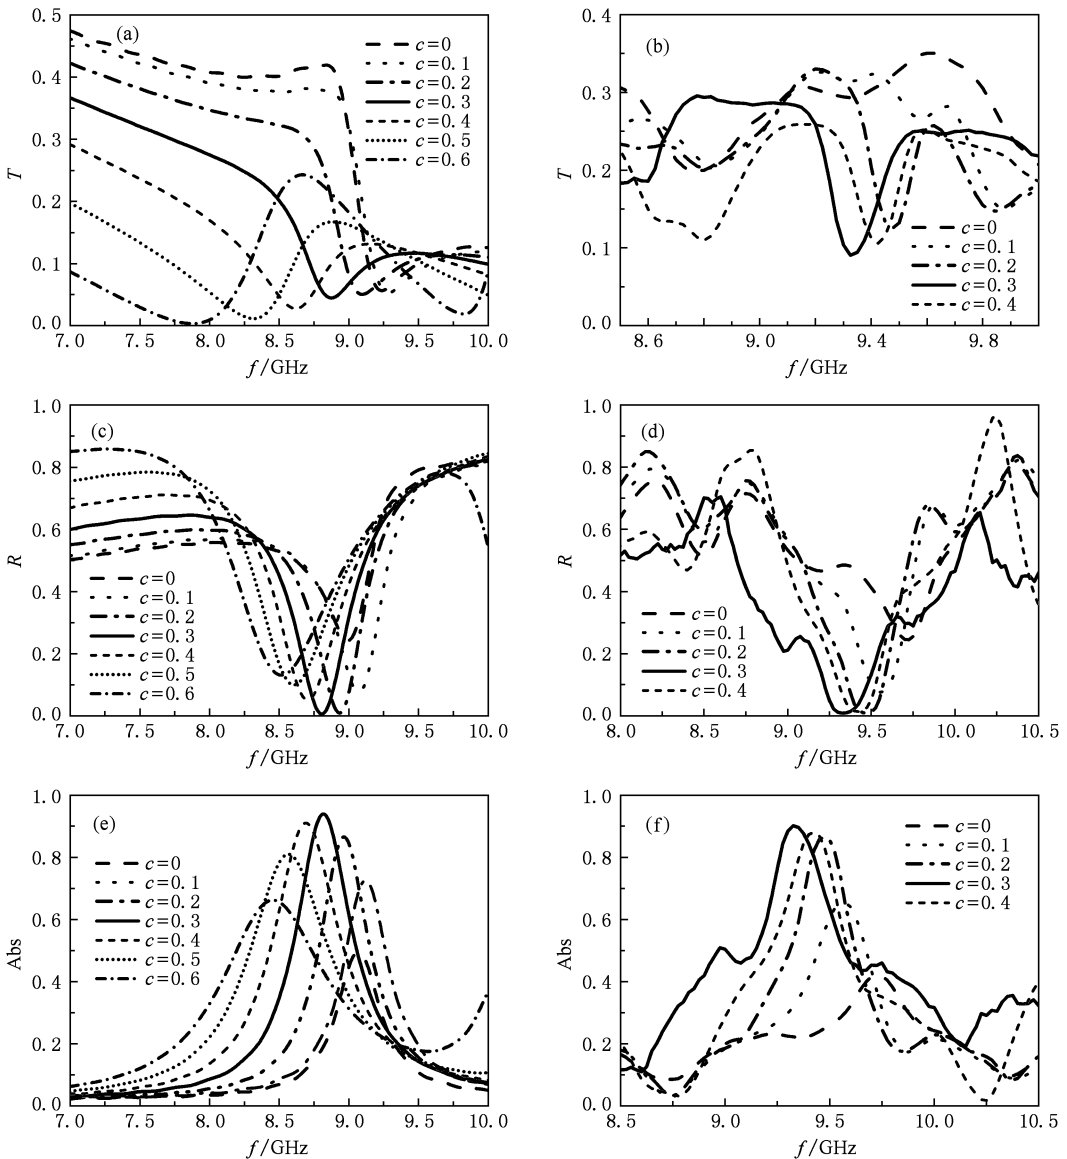 0.5
0.4
0.3
0.2
0.1
0.0
T
(a)
c=0
c=0.1
c=0.2
c=0.3
c=0.4
c=0.5
c=0.6
7.0 7.5 8.0 8.5 9.0 9.5 10.0
f/GHz
0.4
0.3
0.2
0.1
0.0
T
(b)
c=0
c=0.1
c=0.2
c=0.3
c=0.4
8.6 9.0 9.4 9.8
f/GHz
1.0
0.8
0.6
0.4
0.2
0.0
R
(c)
c=0
c=0.1
c=0.2
c=0.3
c=0.4
c=0.5
c=0.6
7.0 7.5 8.0 8.5 9.0 9.5 10.0
f/GHz
1.0
0.8
0.6
0.4
0.2
0.0
R
(d)
c=0
c=0.1
c=0.2
c=0.3
c=0.4
8.0 8.5 9.0 9.5 10.0 10.5
f/GHz
1.0
0.8
0.6
0.4
0.2
0.0
Abs
(e)
c=0
c=0.1
c=0.2
c=0.3
c=0.4
c=0.5
c=0.6
7.0 7.5 8.0 8.5 9.0 9.5 10.0
f/GHz
1.0
0.8
0.6
0.4
0.2
0.0
Abs
(f)
c=0
c=0.1
c=0.2
c=0.3
c=0.4
8.5 9.0 9.5 10.0 10.5
f/GHz